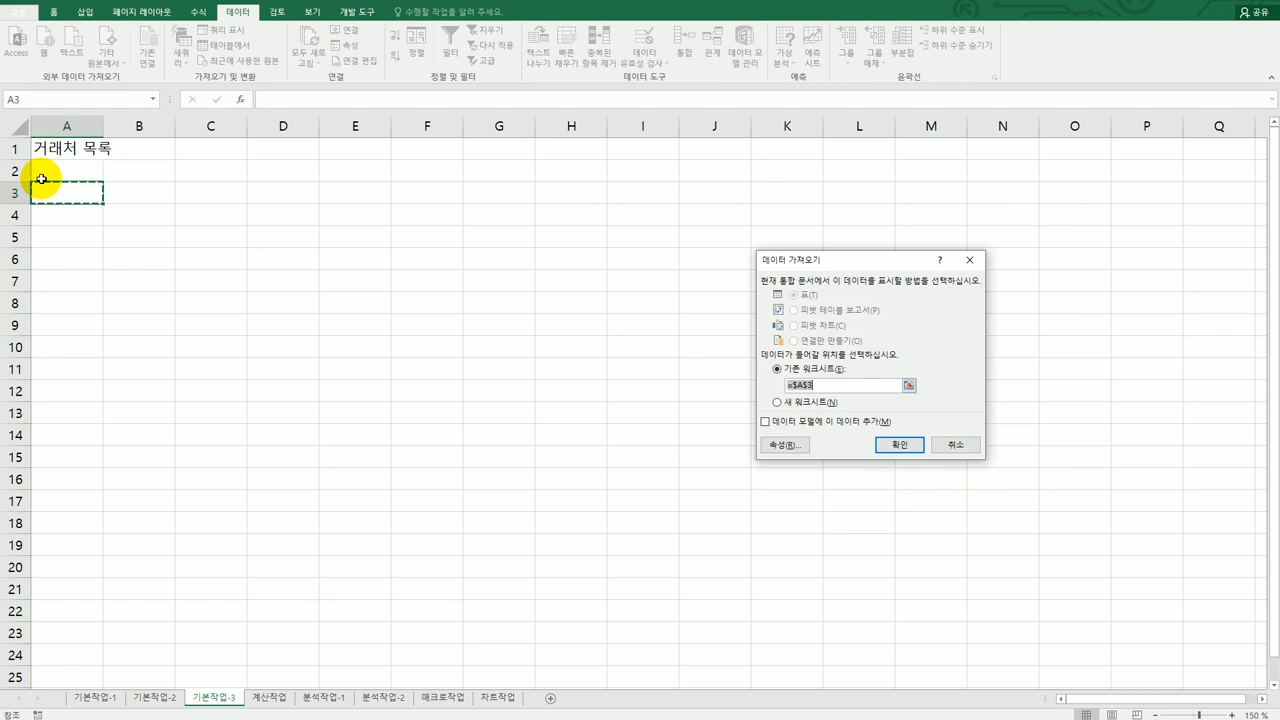 파일 홈 삽입 페이지 레이아웃 수식 데이터 검토 보기 개발 도구 수행할 작업을 알려 주세요. 공유
Access 웹 텍스트 기타 원본에서 기존 연결 새 쿼리 쿼리 표시 테이블에서 최근에 사용한 원본 모두 새로 고침 연결 속성 연결 편집 정렬 필터 지우기 다시 적용 고급 텍스트 나누기 빠른 채우기 중복된 항목 제거 데이터 유효성 검사 통합 관계 데이터 모델 관리 가상 분석 예측 시트 그룹 그룹 해제 부분합 하위 수준 표시 하위 수준 숨기기
외부 데이터 가져오기 가져오기 및 변환 연결 정렬 및 필터 데이터 도구 예측 윤곽선
A3 fx
A B C D E F G H I J K L M N O P Q
1 거래처 목록
2
3
4
5
6
7
8
9
10
11
12
13
14
15
16
17
18
19
20
21
22
23
24
25
데이터 가져오기 ?
현재 통합 문서에서 이 데이터를 표시할 방법을 선택하십시오.
표(T)
피벗 테이블 보고서(P)
피벗 차트(C)
연결만 만들기(O)
데이터가 들어갈 위치를 선택하십시오.
기존 워크시트(E):
=$A$3
새 워크시트(N)
데이터 모델에 이 데이터 추가(M)
속성(R)... 확인 취소
기본작업-1 기본작업-2 기본작업-3 계산작업 분석작업-1 분석작업-2 매크로작업 차트작업
참조 150 %